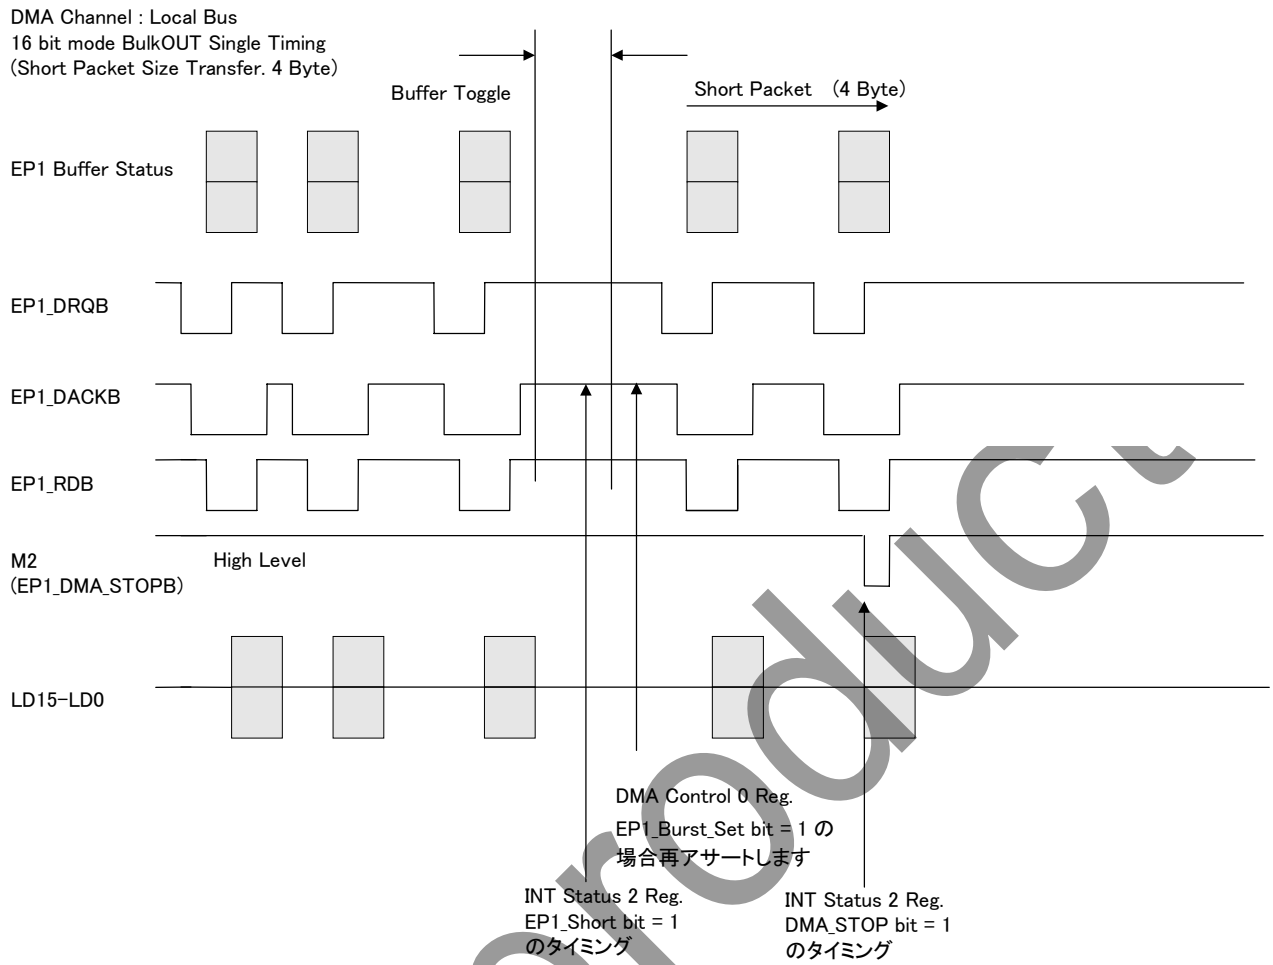 DMA Channel : Local Bus
16 bit mode BulkOUT Single Timing
(Short Packet Size Transfer. 4 Byte)
Buffer Toggle
Short Packet (4 Byte)
EP1 Buffer Status
EP1_DRQB
EP1_DACKB
EP1_RDB
M2
(EP1_DMA_STOPB)
High Level
LD15-LD0
DMA Control 0 Reg.
EP1_Burst_Set bit = 1 の
場合再アサートします
INT Status 2 Reg.
EP1_Short bit = 1
のタイミング
INT Status 2 Reg.
DMA_STOP bit = 1
のタイミング
roduct